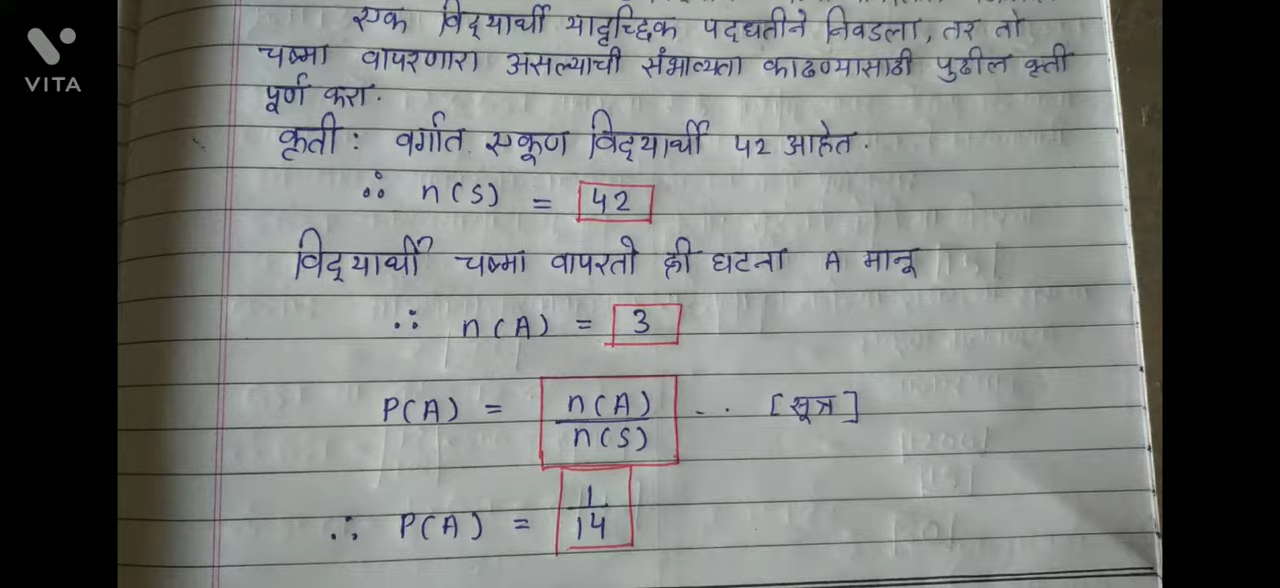 VITA
एक विद्यार्थी यादृच्छिक पद्धतीने निवडला, तर तो
चष्मा वापरणारा असल्याची संभाव्यता काढण्यासाठी पुढील कृती
पूर्ण करा.
कृती : वर्गात एकूण विद्यार्थी ५२ आहेत.
∴ n(S) = 42
विद्यार्थी चष्मा वापरतो ही घटना A मानू
∴ n(A) = 3
P(A) = n(A)/n(S) .. [सूत्र]
∴ P(A) = 1/14